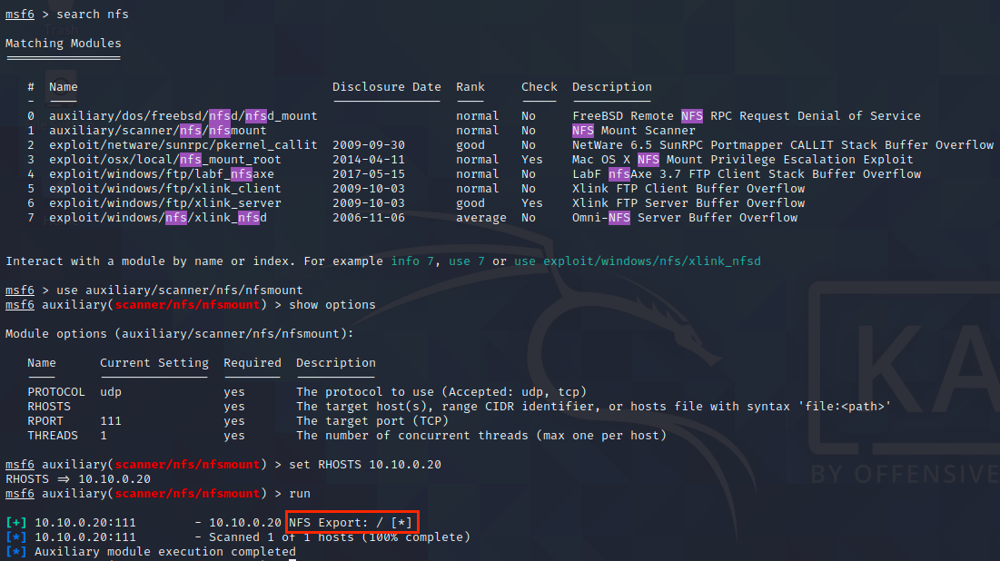 msf6 > search nfs
Matching Modules
================
# Name Disclosure Date Rank Check Description
- ---- --------------- ---- ----- -----------
0 auxiliary/dos/freebsd/nfsd/nfsd_mount normal No FreeBSD Remote NFS RPC Request Denial of Service
1 auxiliary/scanner/nfs/nfsmount normal No NFS Mount Scanner
2 exploit/netware/sunrpc/pkernel_callit 2009-09-30 good No NetWare 6.5 SunRPC Portmapper CALLIT Stack Buffer Overflow
3 exploit/osx/local/nfs_mount_root 2014-04-11 normal Yes Mac OS X NFS Mount Privilege Escalation Exploit
4 exploit/windows/ftp/labf_nfsaxe 2017-05-15 normal No LabF nfsAxe 3.7 FTP Client Stack Buffer Overflow
5 exploit/windows/ftp/xlink_client 2009-10-03 normal No Xlink FTP Client Buffer Overflow
6 exploit/windows/ftp/xlink_server 2009-10-03 good Yes Xlink FTP Server Buffer Overflow
7 exploit/windows/nfs/xlink_nfsd 2006-11-06 average No Omni-NFS Server Buffer Overflow
Interact with a module by name or index. For example info 7, use 7 or use exploit/windows/nfs/xlink_nfsd
msf6 > use auxiliary/scanner/nfs/nfsmount
msf6 auxiliary(scanner/nfs/nfsmount) > show options
Module options (auxiliary/scanner/nfs/nfsmount):
Name Current Setting Required Description
---- --------------- -------- -----------
PROTOCOL udp yes The protocol to use (Accepted: udp, tcp)
RHOSTS yes The target host(s), range CIDR identifier, or hosts file with syntax 'file:<path>'
RPORT 111 yes The target port (TCP)
THREADS 1 yes The number of concurrent threads (max one per host)
msf6 auxiliary(scanner/nfs/nfsmount) > set RHOSTS 10.10.0.20
RHOSTS => 10.10.0.20
msf6 auxiliary(scanner/nfs/nfsmount) > run
[+] 10.10.0.20:111 - 10.10.0.20 NFS Export: / [*]
[*] 10.10.0.20:111 - Scanned 1 of 1 hosts (100% complete)
[*] Auxiliary module execution completed
KA
BY OFFENSIVE